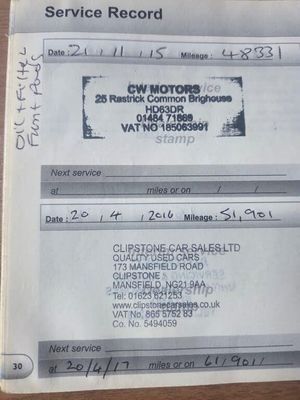 Service Record
Oil + Filter
Front Pads
Date : 21 / 11 / 15 Mileage : 48331
CW MOTORS
25 Rastrick Common Brighouse
HD63DR
01484 71869
VAT NO 185063991
stamp
Next service
at miles or on / /
Date : 20 / 4 / 2016 Mileage : 51,901
CLIPSTONE CAR SALES LTD
QUALITY USED CARS
173 MANSFIELD ROAD
CLIPSTONE
MANSFIELD, NG21 9AA
Tel: 01623 621253
www.clipstonecarsales.co.uk
VAT No. 865 5752 83
Co. No. 5494059
Next service
at 20/4/17 miles or on 61,901/
30